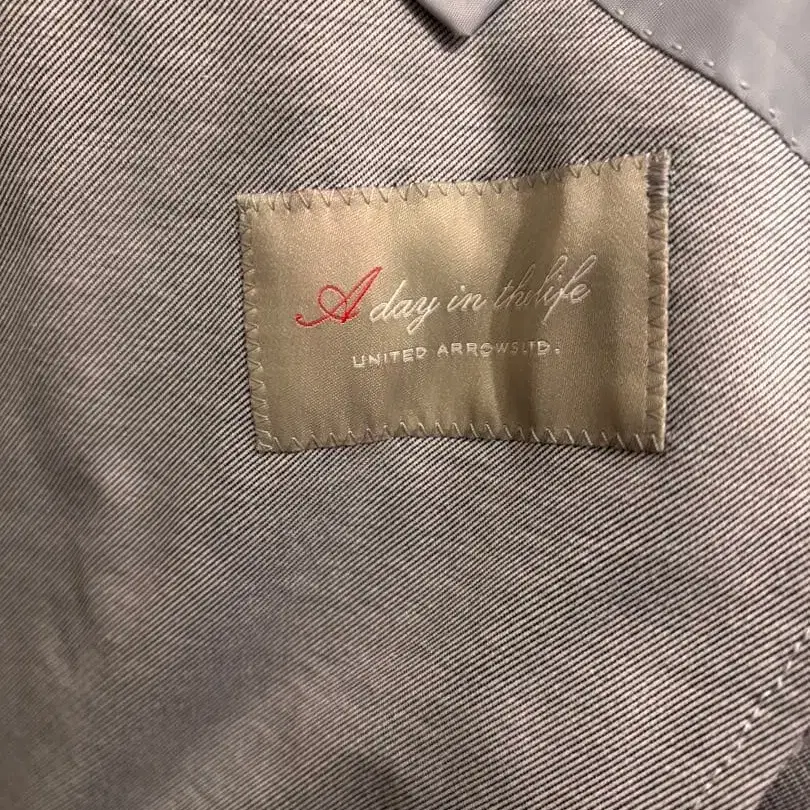 A day in the life
UNITED ARROWS LTD.